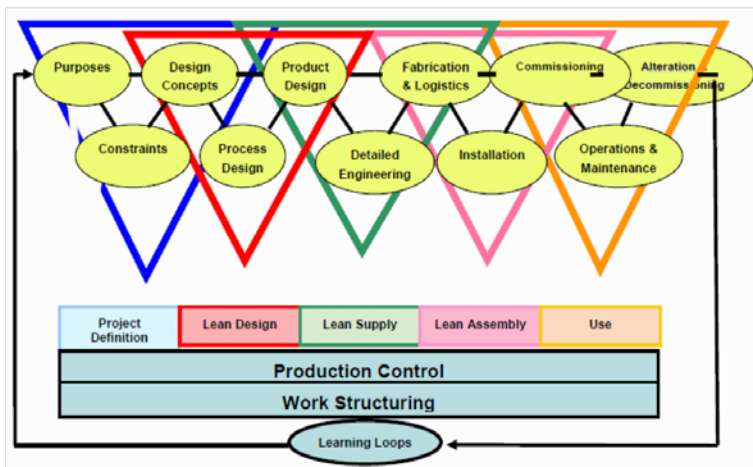 Purposes
Design
Concepts
Product
Design
Fabrication
& Logistics
Commissioning
Alteration
Decommissioning
Constraints
Process
Design
Detailed
Engineering
Installation
Operations &
Maintenance
Project
Definition
Lean Design
Lean Supply
Lean Assembly
Use
Production Control
Work Structuring
Learning Loops